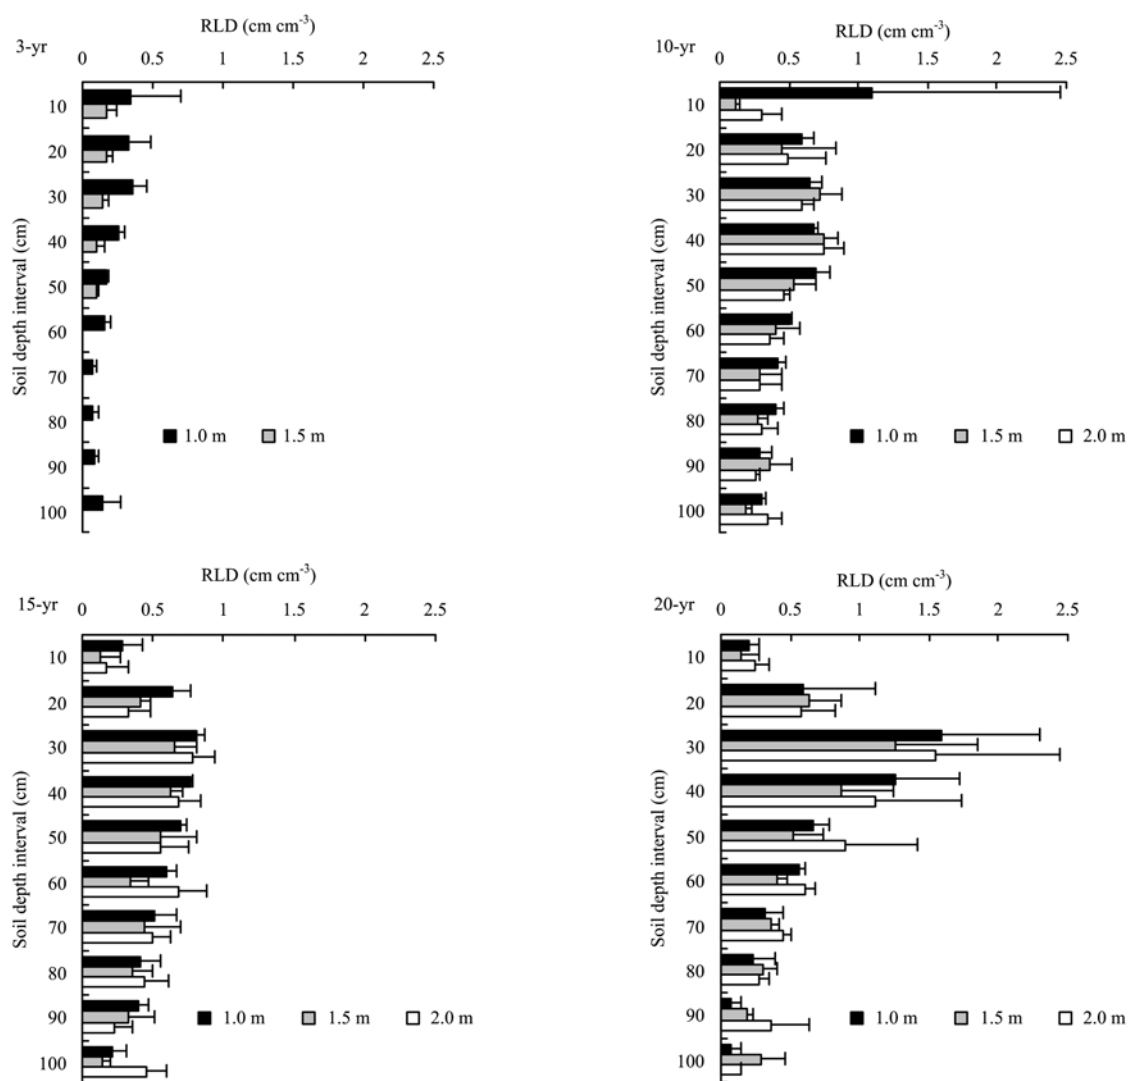 RLD (cm cm-3)
3-yr
0 0.5 1 1.5 2 2.5
Soil depth interval (cm)
10
20
30
40
50
60
70
80
90
100
1.0 m 1.5 m
RLD (cm cm-3)
10-yr
0 0.5 1 1.5 2 2.5
Soil depth interval (cm)
10
20
30
40
50
60
70
80
90
100
1.0 m 1.5 m 2.0 m
RLD (cm cm-3)
15-yr
0 0.5 1 1.5 2 2.5
Soil depth interval (cm)
10
20
30
40
50
60
70
80
90
100
1.0 m 1.5 m 2.0 m
RLD (cm cm-3)
20-yr
0 0.5 1 1.5 2 2.5
Soil depth interval (cm)
10
20
30
40
50
60
70
80
90
100
1.0 m 1.5 m 2.0 m